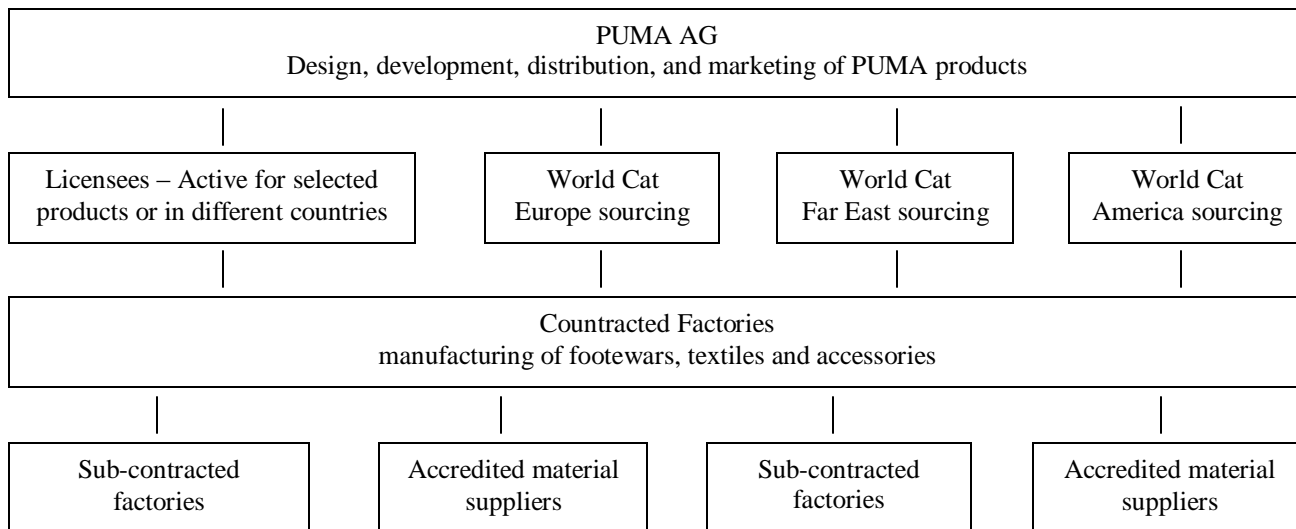 PUMA AG
Design, development, distribution, and marketing of PUMA products
Licensees – Active for selected
products or in different countries
World Cat
Europe sourcing
World Cat
Far East sourcing
World Cat
America sourcing
Countracted Factories
manufacturing of footewars, textiles and accessories
Sub-contracted
factories
Accredited material
suppliers
Sub-contracted
factories
Accredited material
suppliers